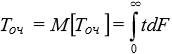 Tоч = M[Tоч] = ∫₀^∞ tdF